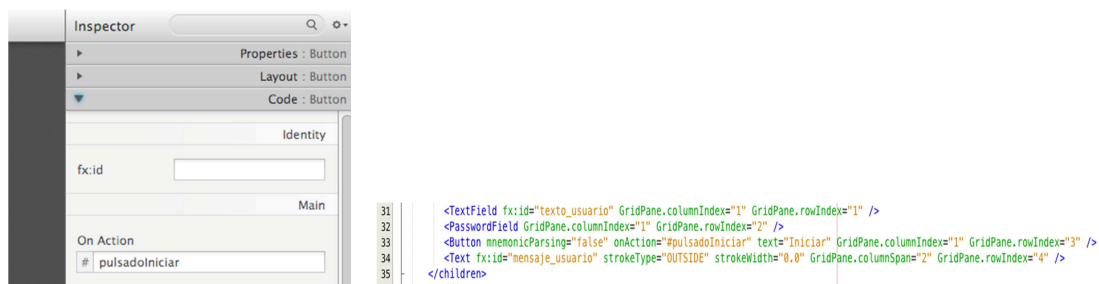 Inspector
Properties : Button
Layout : Button
Code : Button
Identity
fx:id
Main
On Action
# pulsadoIniciar
31 <TextField fx:id="texto_usuario" GridPane.columnIndex="1" GridPane.rowIndex="1" />
32 <PasswordField GridPane.columnIndex="1" GridPane.rowIndex="2" />
33 <Button mnemonicParsing="false" onAction="#pulsadoIniciar" text="Iniciar" GridPane.columnIndex="1" GridPane.rowIndex="3" />
34 <Text fx:id="mensaje_usuario" strokeType="OUTSIDE" strokeWidth="0.0" GridPane.columnSpan="2" GridPane.rowIndex="4" />
35 </children>